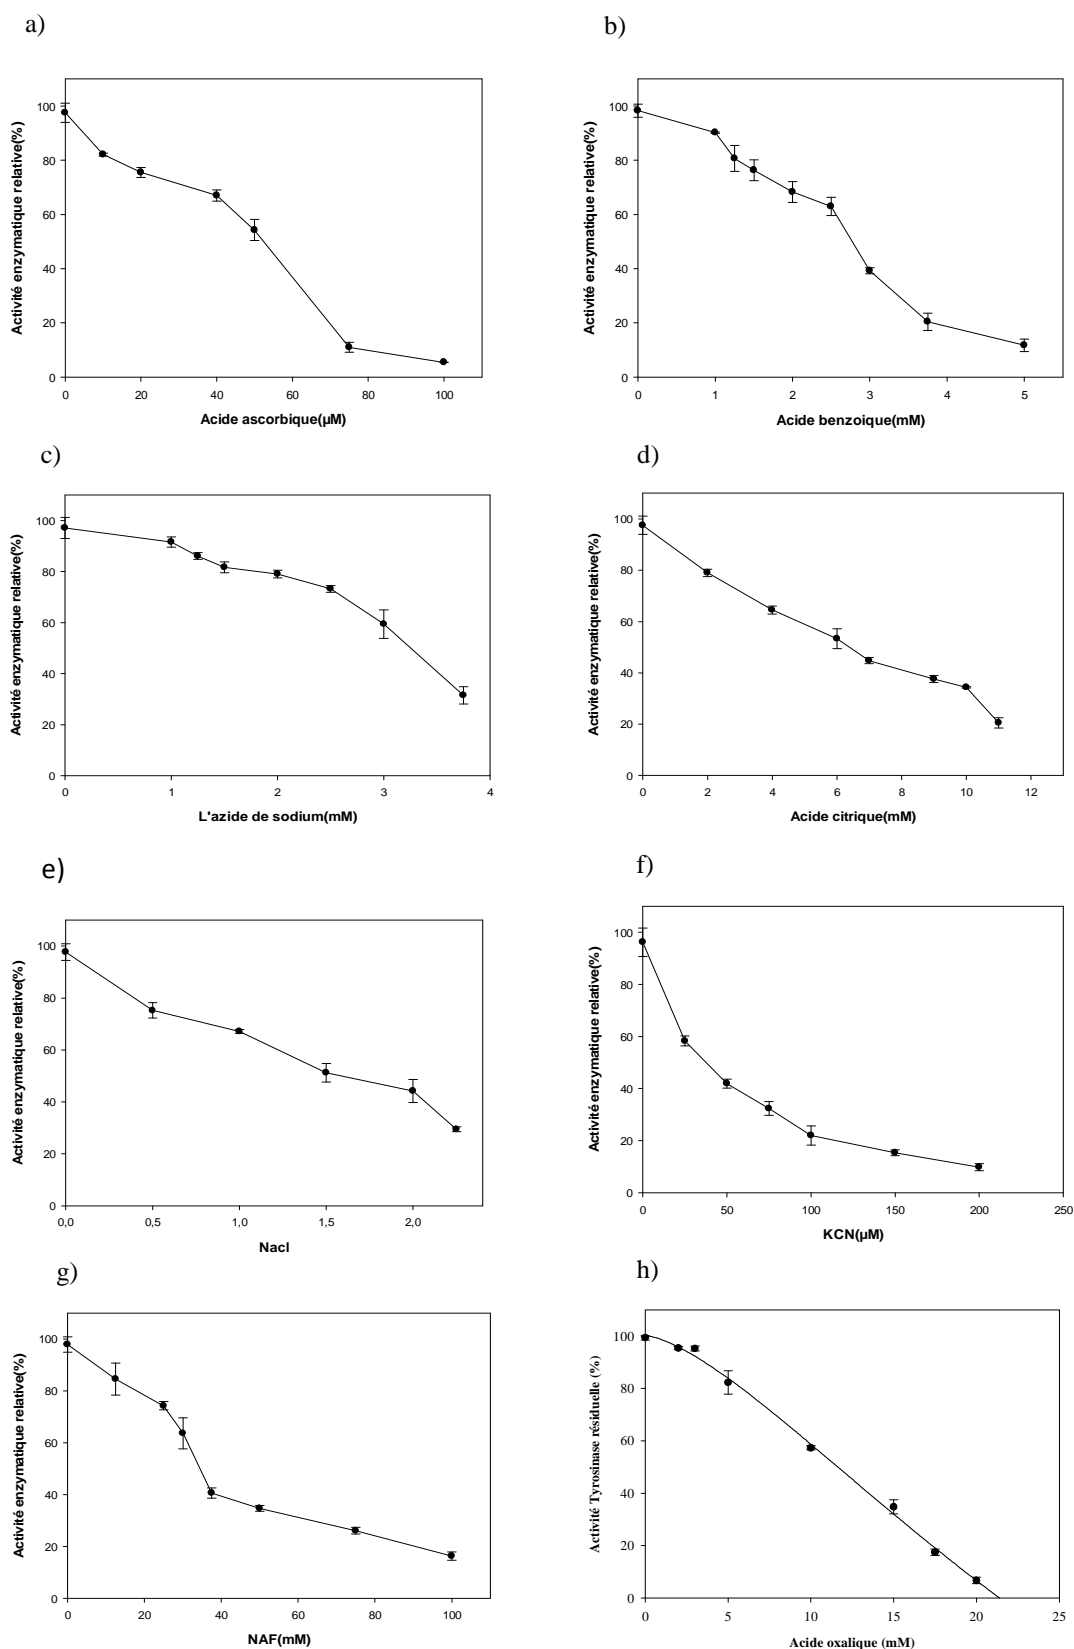 a)
Activité enzymatique relative(%)
100
80
60
40
20
0
0 20 40 60 80 100
Acide ascorbique(µM)
b)
Activité enzymatique relative(%)
100
80
60
40
20
0
0 1 2 3 4 5
Acide benzoique(mM)
c)
Activité enzymatique relative(%)
100
80
60
40
20
0
0 1 2 3 4
L'azide de sodium(mM)
d)
Activité enzymatique relative(%)
100
80
60
40
20
0
0 2 4 6 8 10 12
Acide citrique(mM)
e)
Activité enzymatique relative(%)
100
80
60
40
20
0
0,0 0,5 1,0 1,5 2,0
Nacl
f)
Activité enzymatique relative(%)
100
80
60
40
20
0
0 50 100 150 200 250
KCN(µM)
g)
Activité enzymatique relative(%)
100
80
60
40
20
0
0 20 40 60 80 100
NAF(mM)
h)
Activité Tyrosinase résiduelle (%)
100
80
60
40
20
0
0 5 10 15 20 25
Acide oxalique (mM)